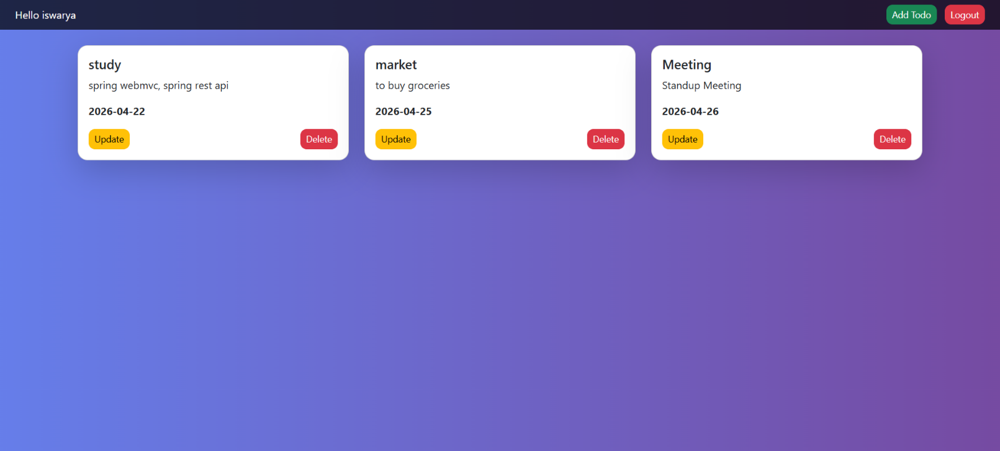 Hello iswarya
Add Todo
Logout
study
spring webmvc, spring rest api
2026-04-22
Update
Delete
market
to buy groceries
2026-04-25
Update
Delete
Meeting
Standup Meeting
2026-04-26
Update
Delete